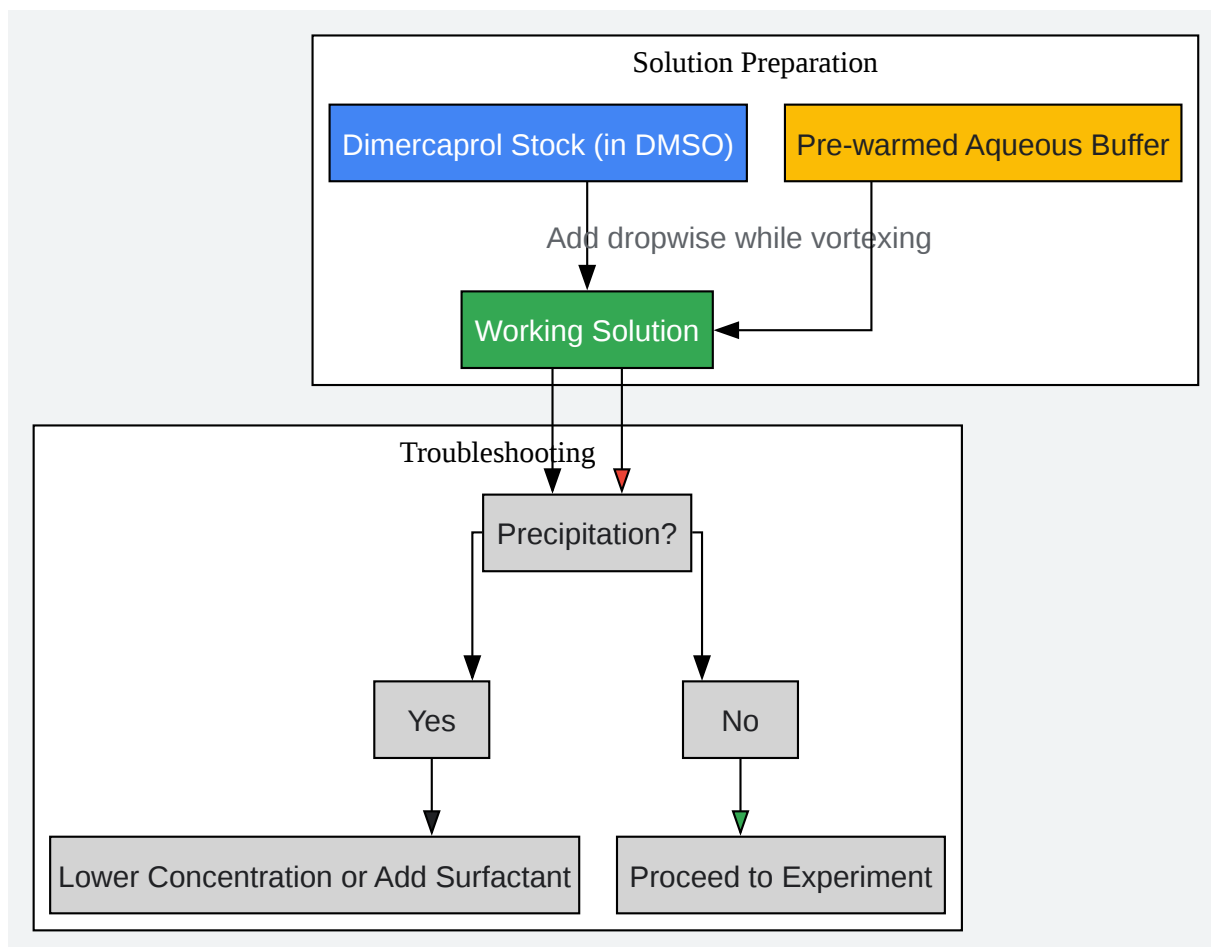 Solution Preparation
Dimercaprol Stock (in DMSO)
Pre-warmed Aqueous Buffer
Add dropwise while vortexing
Working Solution
Troubleshooting
Precipitation?
Yes
No
Lower Concentration or Add Surfactant
Proceed to Experiment